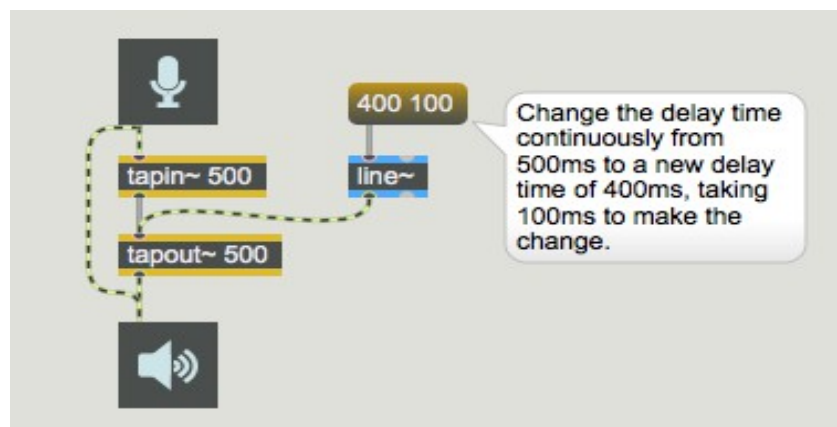 400 100
tapin~ 500
line~
tapout~ 500
Change the delay time
continuously from
500ms to a new delay
time of 400ms, taking
100ms to make the
change.